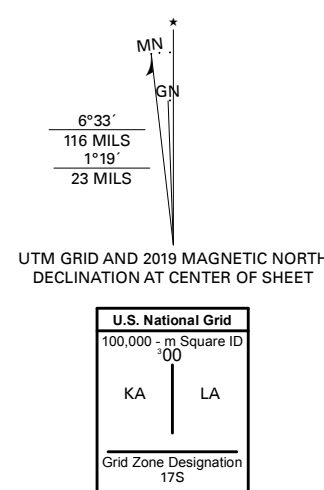 ★
MN
GN
6°33´
116 MILS
1°19´
23 MILS
UTM GRID AND 2019 MAGNETIC NORTH
DECLINATION AT CENTER OF SHEET
U.S. National Grid
100,000 - m Square ID
³00
KA LA
Grid Zone Designation
17S